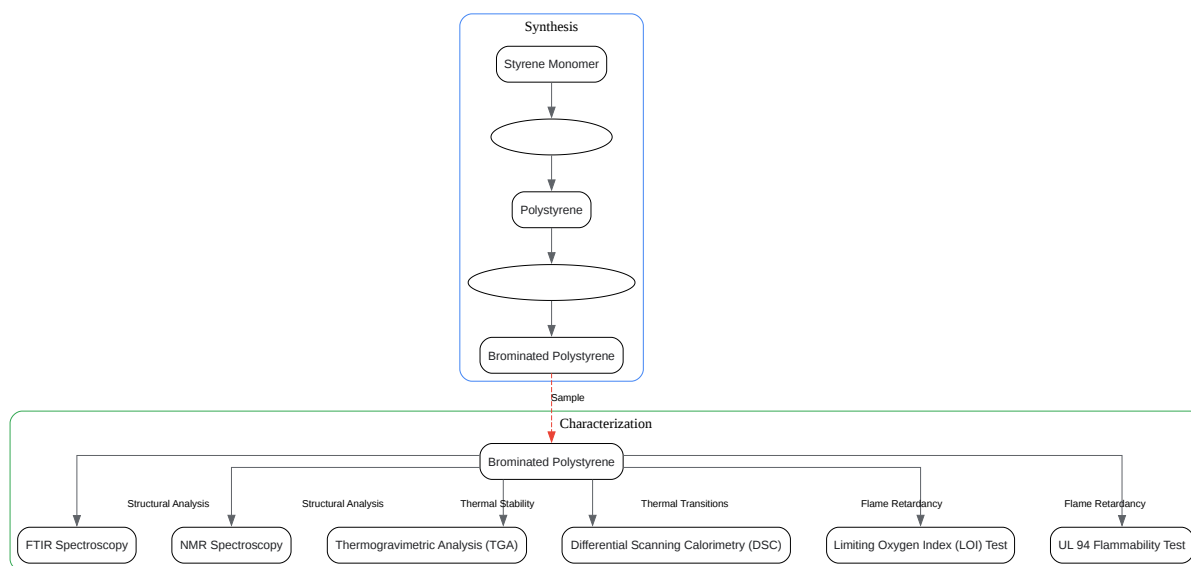 Synthesis
Styrene Monomer
Polystyrene
Brominated Polystyrene
Sample
Characterization
Brominated Polystyrene
Structural Analysis
Structural Analysis
Thermal Stability
Thermal Transitions
Flame Retardancy
Flame Retardancy
FTIR Spectroscopy
NMR Spectroscopy
Thermogravimetric Analysis (TGA)
Differential Scanning Calorimetry (DSC)
Limiting Oxygen Index (LOI) Test
UL 94 Flammability Test